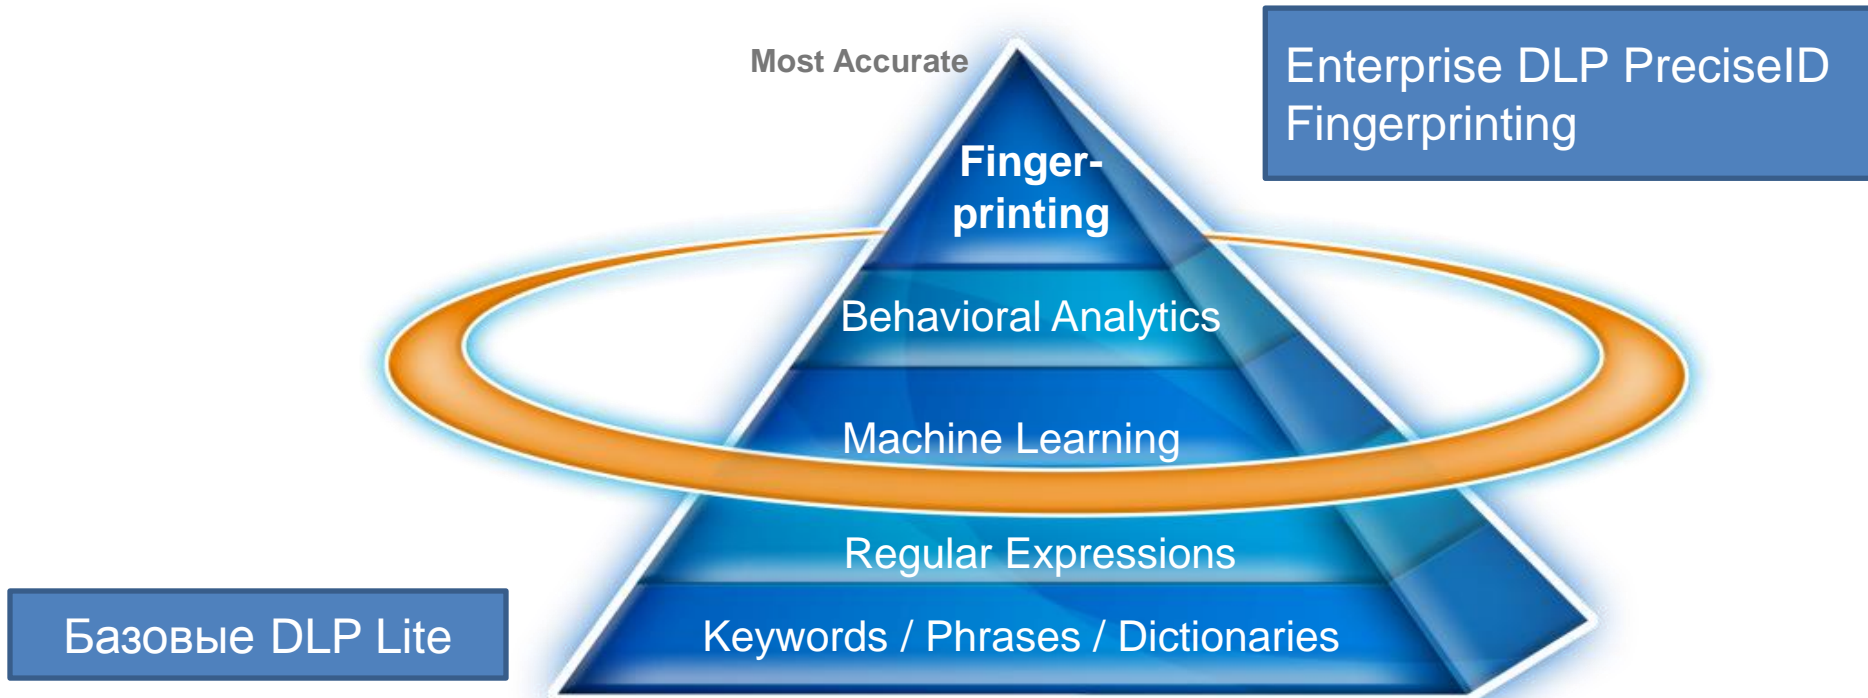 Most Accurate
Enterprise DLP PreciseID
Fingerprinting
Finger-
printing
Behavioral Analytics
Machine Learning
Regular Expressions
Keywords / Phrases / Dictionaries
Базовые DLP Lite